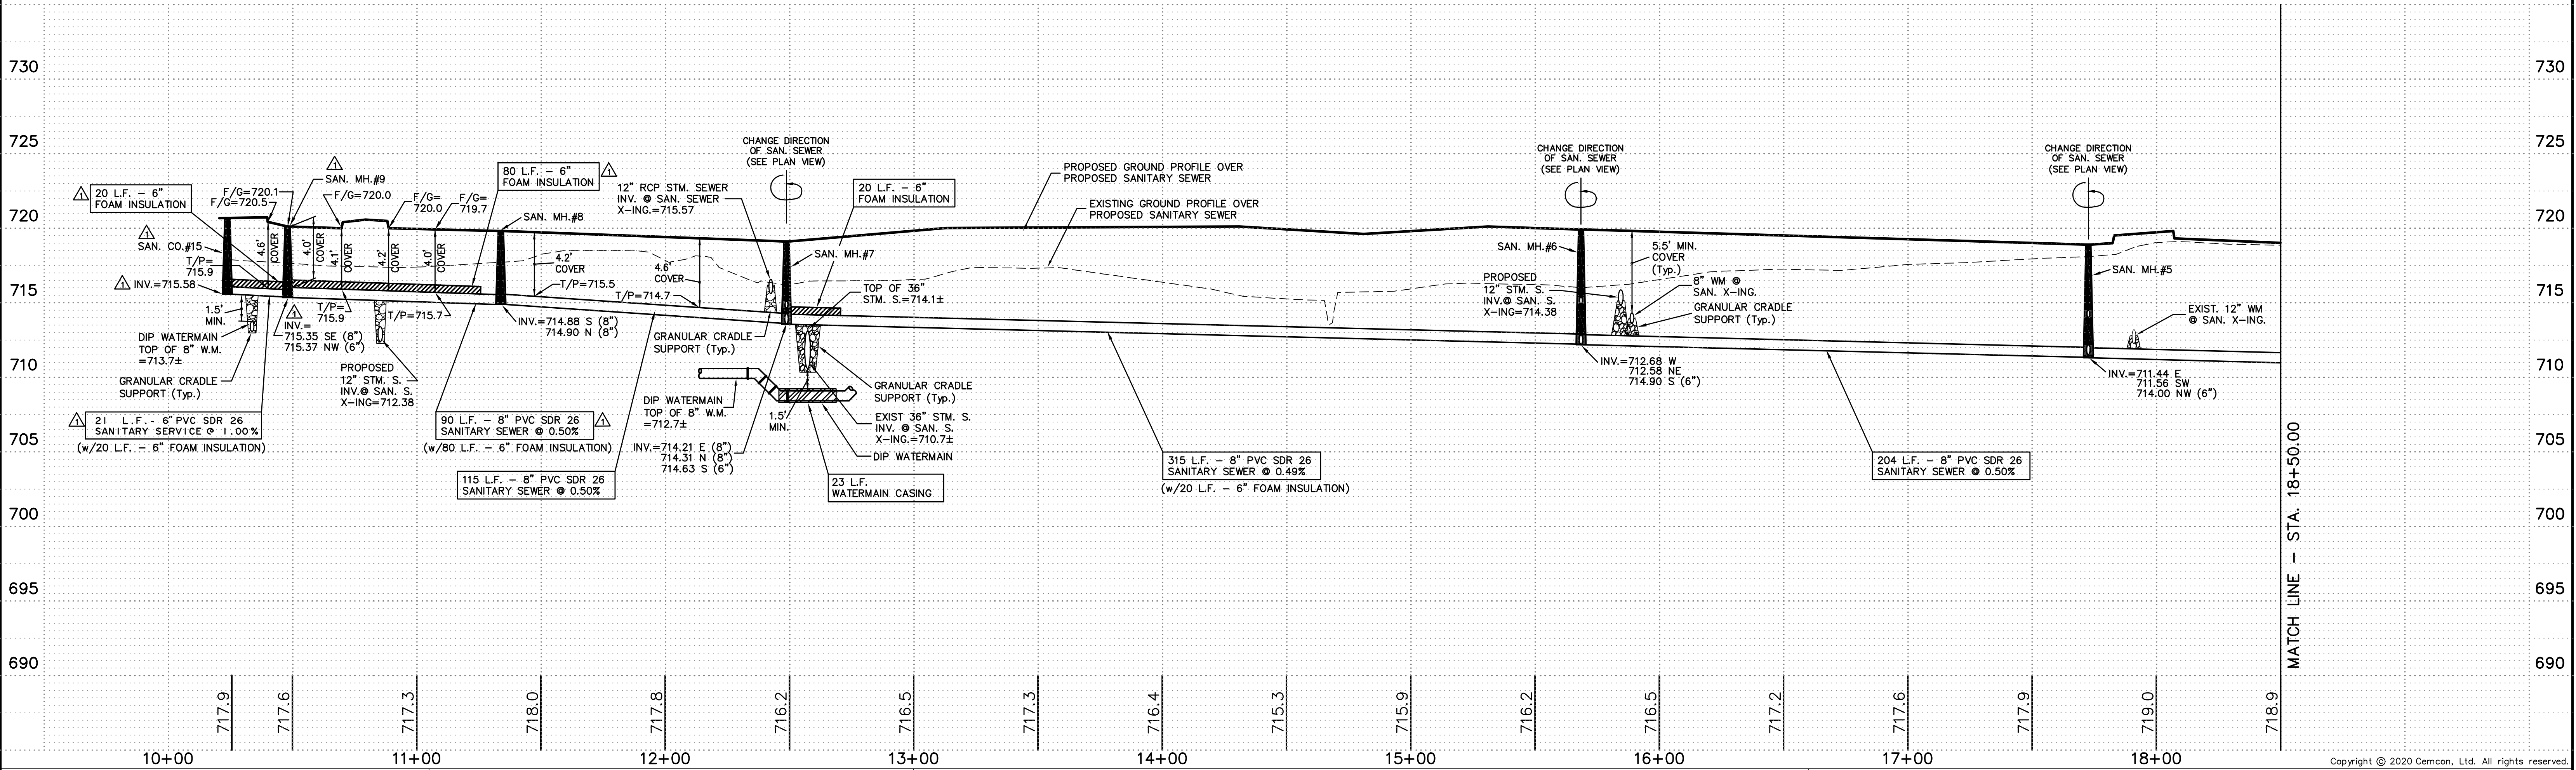 730
725
720
715
710
705
700
695
690
730
725
720
715
710
705
700
695
690
1
20 L.F. – 6"
FOAM INSULATION
1
SAN. CO.#15
T/P=
715.9
1
INV.=715.58
1.5'
MIN.
DIP WATERMAIN
TOP OF 8" W.M.
=713.7±
GRANULAR CRADLE
SUPPORT (Typ.)
1
21 L.F.- 6" PVC SDR 26
SANITARY SERVICE @ 1.00%
(w/20 L.F. – 6" FOAM INSULATION)
F/G=720.1
F/G=720.5
1
SAN. MH.#9
F/G=720.0
F/G=
720.0
F/G=
719.7
4.6'
COVER
4.0'
COVER
4.1'
COVER
4.2'
COVER
4.0'
COVER
1
INV.=
715.35 SE (8")
715.37 NW (6")
T/P=
715.9
T/P=715.7
PROPOSED
12" STM. S.
INV.@ SAN. S.
X-ING=712.38
80 L.F. – 6"
FOAM INSULATION
1
SAN. MH.#8
4.2'
COVER
T/P=715.5
INV.=714.88 S (8")
714.90 N (8")
90 L.F. – 8" PVC SDR 26
SANITARY SEWER @ 0.50%
1
(w/80 L.F. – 6" FOAM INSULATION)
115 L.F. – 8" PVC SDR 26
SANITARY SEWER @ 0.50%
12" RCP STM. SEWER
INV. @ SAN. SEWER
X-ING.=715.57
4.6'
COVER
T/P=714.7
GRANULAR CRADLE
SUPPORT (Typ.)
DIP WATERMAIN
TOP OF 8" W.M.
=712.7±
INV.=714.21 E (8")
714.31 N (8")
714.63 S (6")
CHANGE DIRECTION
OF SAN. SEWER
(SEE PLAN VIEW)
SAN. MH.#7
20 L.F. – 6"
FOAM INSULATION
TOP OF 36"
STM. S.=714.1±
GRANULAR CRADLE
SUPPORT (Typ.)
1.5'
MIN.
EXIST 36" STM. S.
INV. @ SAN. S.
X-ING.=710.7±
DIP WATERMAIN
23 L.F.
WATERMAIN CASING
PROPOSED GROUND PROFILE OVER
PROPOSED SANITARY SEWER
EXISTING GROUND PROFILE OVER
PROPOSED SANITARY SEWER
315 L.F. – 8" PVC SDR 26
SANITARY SEWER @ 0.49%
(w/20 L.F. – 6" FOAM INSULATION)
CHANGE DIRECTION
OF SAN. SEWER
(SEE PLAN VIEW)
SAN. MH.#6
PROPOSED
12" STM. S.
INV.@ SAN. S.
X-ING=714.38
5.5' MIN.
COVER
(Typ.)
8" WM @
SAN. X-ING.
GRANULAR CRADLE
SUPPORT (Typ.)
INV.=712.68 W
712.58 NE
714.90 S (6")
204 L.F. – 8" PVC SDR 26
SANITARY SEWER @ 0.50%
CHANGE DIRECTION
OF SAN. SEWER
(SEE PLAN VIEW)
SAN. MH.#5
EXIST. 12" WM
@ SAN. X-ING.
INV.=711.44 E
711.56 SW
714.00 NW (6")
MATCH LINE – STA. 18+50.00
717.9
717.6
717.3
718.0
717.8
716.2
716.5
717.3
716.4
715.3
715.9
716.2
716.5
717.2
717.6
717.9
719.0
718.9
10+00
11+00
12+00
13+00
14+00
15+00
16+00
17+00
18+00
Copyright © 2020 Cemcon, Ltd. All rights reserved.